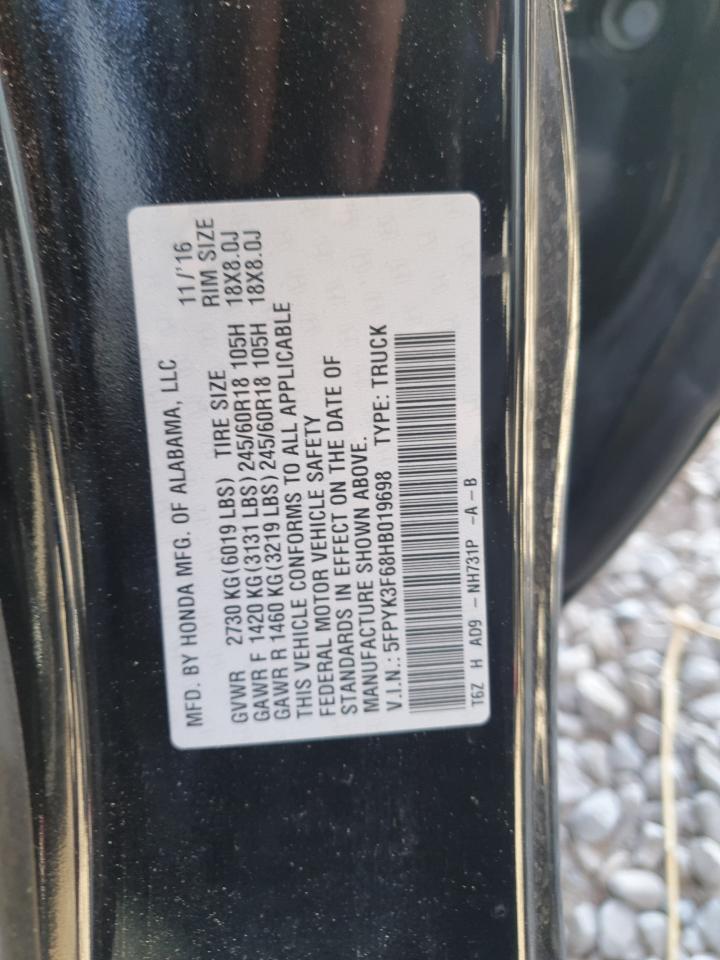 MFD. BY HONDA MFG. OF ALABAMA, LLC 11/'16
GVWR 2730 KG (6019 LBS) TIRE SIZE RIM SIZE
GAWR F 1420 KG (3131 LBS) 245/60R18 105H 18X8.0J
GAWR R 1460 KG (3219 LBS) 245/60R18 105H 18X8.0J
THIS VEHICLE CONFORMS TO ALL APPLICABLE
FEDERAL MOTOR VEHICLE SAFETY
STANDARDS IN EFFECT ON THE DATE OF
MANUFACTURE SHOWN ABOVE.
V.I.N.: 5FPYK3F68HB019698 TYPE: TRUCK
T6Z H AD9 - NH731P -A-B